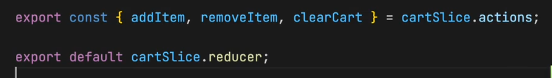 export const { addItem, removeItem, clearCart } = cartSlice.actions;
export default cartSlice.reducer;